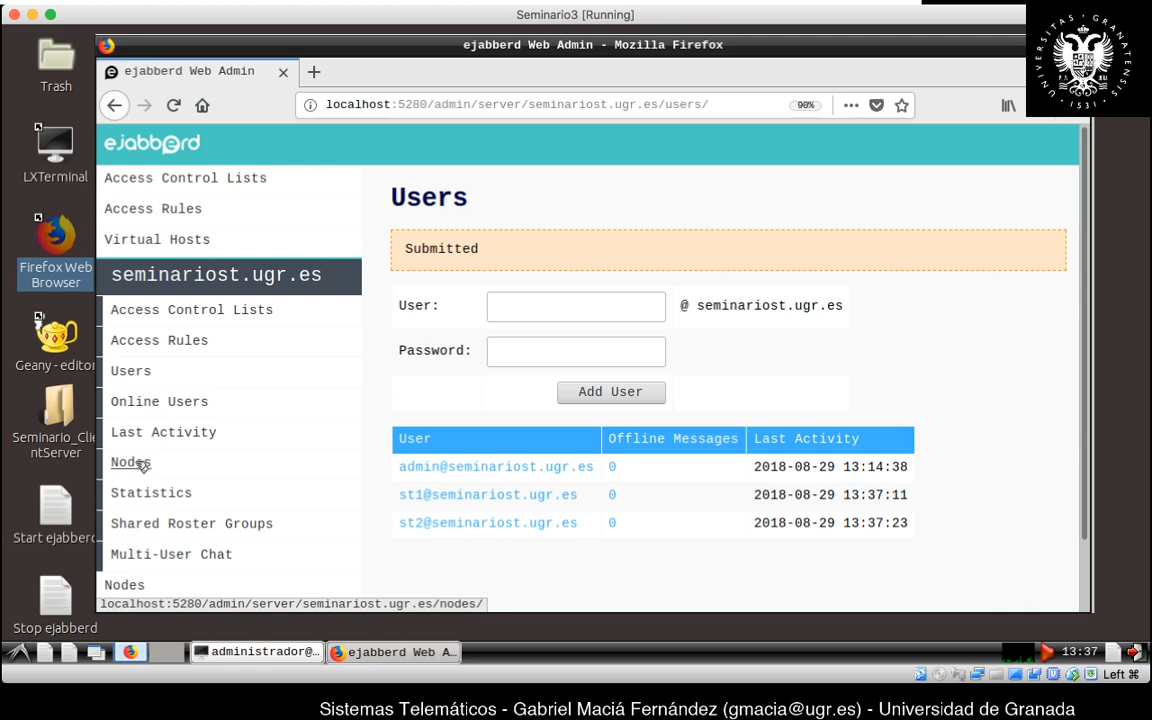 Seminario3 [Running]
UNIVERSITAS GRANATENSIS 1531
Trash
LXTerminal
Firefox Web
Browser
Geany - editor
Seminario_Clie
ntServer
Start ejabberd
Stop ejabberd
ejabberd Web Admin - Mozilla Firefox
ejabberd Web Admin
localhost:5280/admin/server/seminariost.ugr.es/users/
90%
ejabberd
Access Control Lists
Access Rules
Virtual Hosts
seminariost.ugr.es
Access Control Lists
Access Rules
Users
Online Users
Last Activity
Nodes
Statistics
Shared Roster Groups
Multi-User Chat
Nodes
localhost:5280/admin/server/seminariost.ugr.es/nodes/
Users
Submitted
User: @ seminariost.ugr.es
Password:
Add User
User Offline Messages Last Activity
admin@seminariost.ugr.es 0 2018-08-29 13:14:38
st1@seminariost.ugr.es 0 2018-08-29 13:37:11
st2@seminariost.ugr.es 0 2018-08-29 13:37:23
administrador@... ejabberd Web A... 13:37
Left ⌘
Sistemas Telemáticos - Gabriel Maciá Fernández (gmacia@ugr.es) - Universidad de Granada